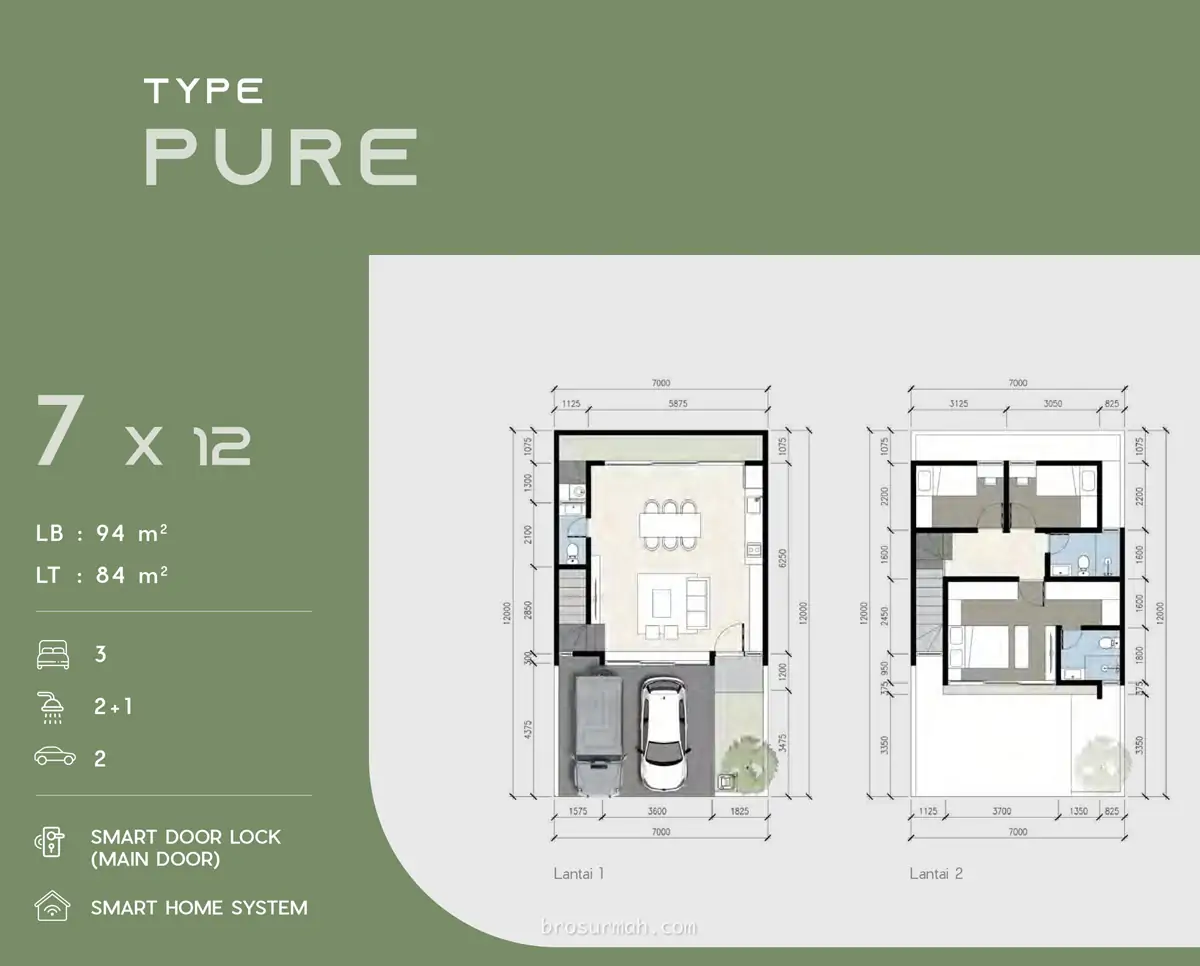 TYPE
PURE
7 X 12
LB : 94 m²
LT : 84 m²
3
2+1
2
SMART DOOR LOCK
(MAIN DOOR)
SMART HOME SYSTEM
7000
1125 5875
1075
1300
2100
2850
300
4375
12000
1075
6250
1200
3475
12000
1575 3600 1825
7000
Lantai 1
7000
3125 3050 825
1075
2200
1600
2450
950
375
3350
12000
1075
2200
1600
1600
1800
375
3350
12000
1125 3700 1350 825
7000
Lantai 2
brosurmah.com